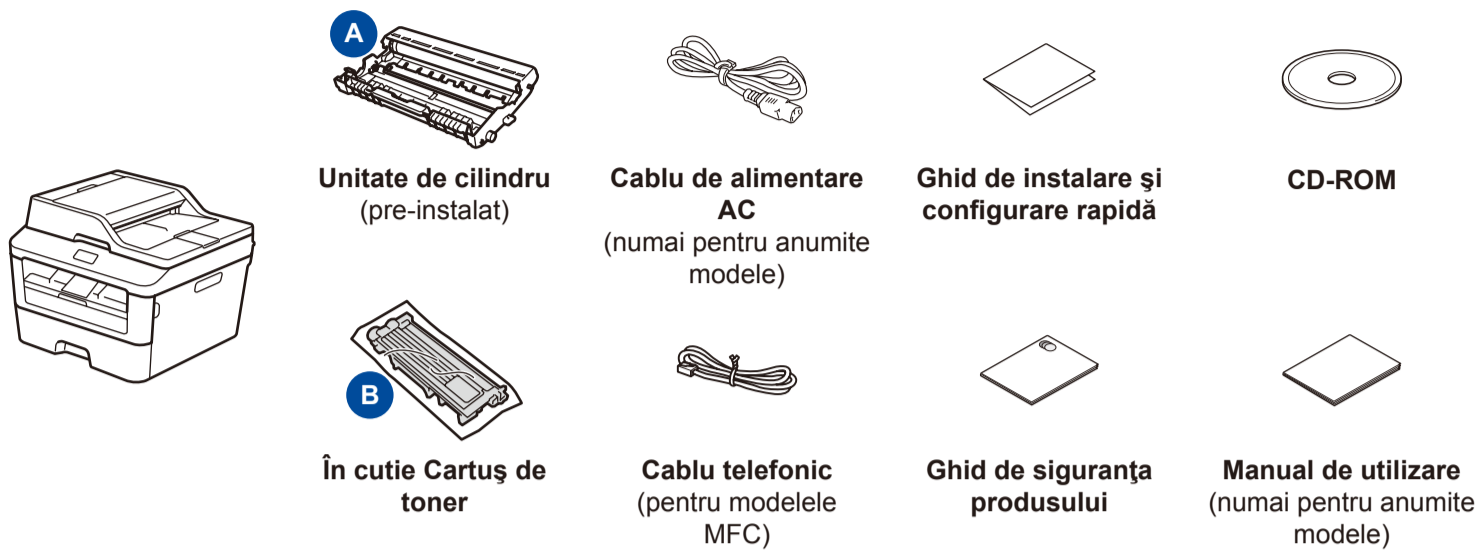 A
Unitate de cilindru
(pre-instalat)
Cablu de alimentare
AC
(numai pentru anumite
modele)
Ghid de instalare şi
configurare rapidă
CD-ROM
B
În cutie Cartuş de
toner
Cablu telefonic
(pentru modelele
MFC)
Ghid de siguranţa
produsului
Manual de utilizare
(numai pentru anumite
modele)